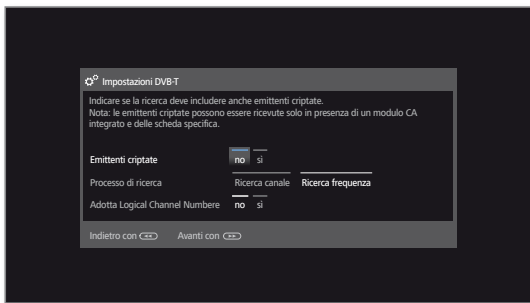 Impostazioni DVB-T
Indicare se la ricerca deve includere anche emittenti criptate.
Nota: le emittenti criptate possono essere ricevute solo in presenza di un modulo CA
integrato e delle scheda specifica.
Emittenti criptate no sì
Processo di ricerca Ricerca canale Ricerca frequenza
Adotta Logical Channel Numbere no sì
Indietro con Avanti con